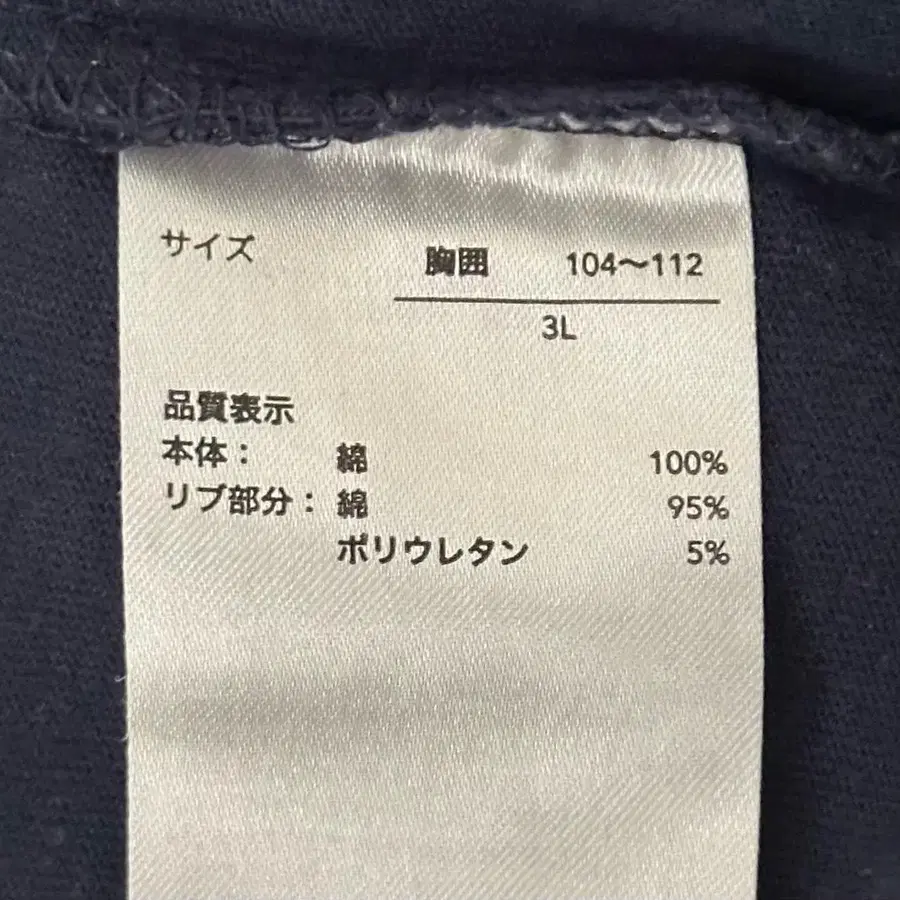 サイズ
胸囲 104〜112
3L
品質表示
本体： 綿 100%
リブ部分： 綿 95%
ポリウレタン 5%